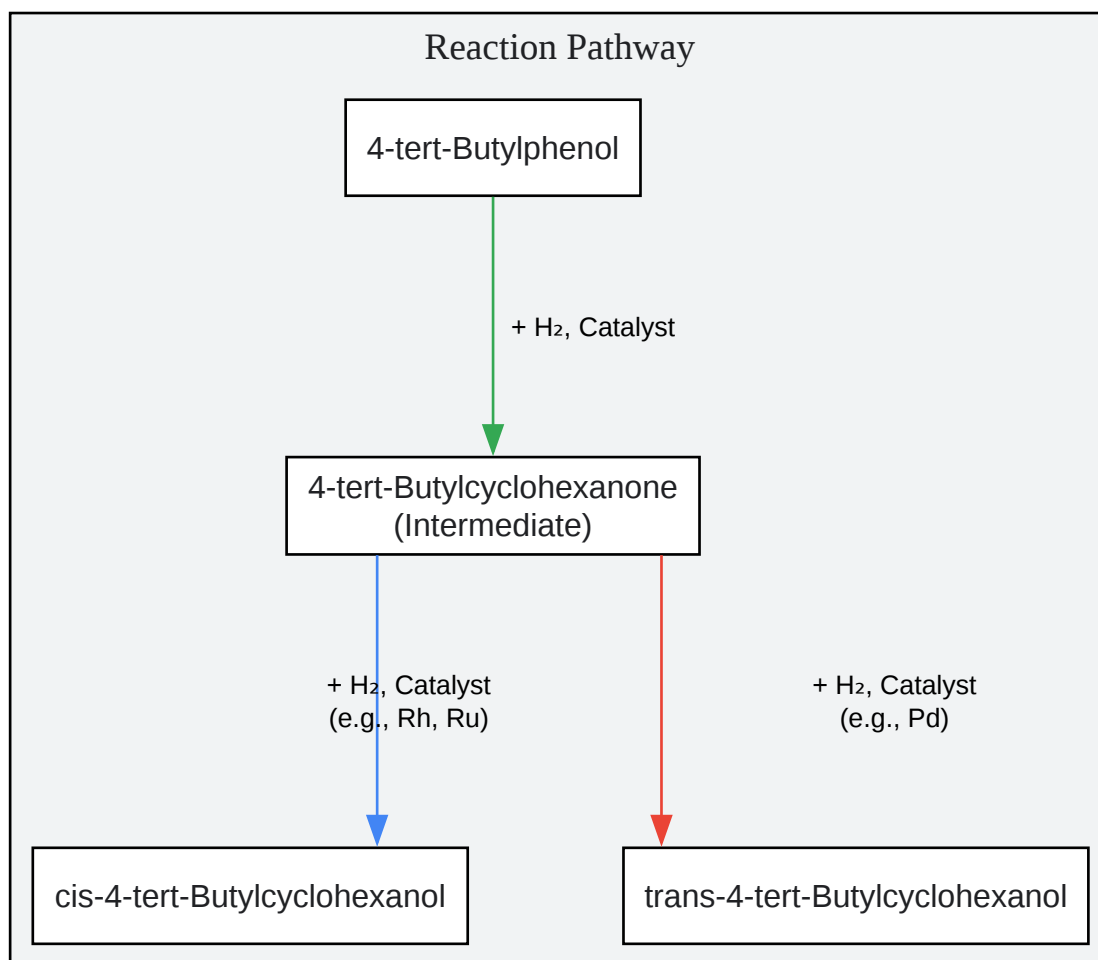 Reaction Pathway
4-tert-Butylphenol
+ H₂, Catalyst
4-tert-Butylcyclohexanone
(Intermediate)
+ H₂, Catalyst
(e.g., Rh, Ru)
+ H₂, Catalyst
(e.g., Pd)
cis-4-tert-Butylcyclohexanol
trans-4-tert-Butylcyclohexanol